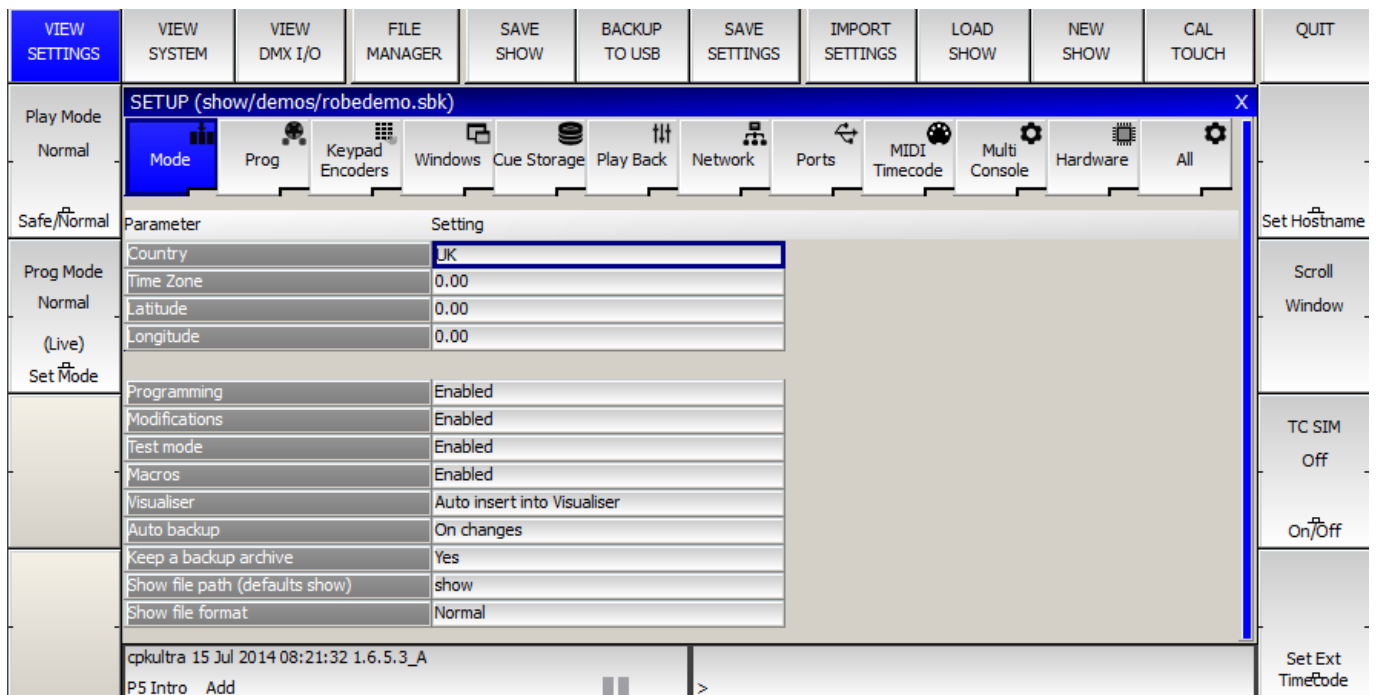 VIEW SETTINGS
VIEW SYSTEM
VIEW DMX I/O
FILE MANAGER
SAVE SHOW
BACKUP TO USB
SAVE SETTINGS
IMPORT SETTINGS
LOAD SHOW
NEW SHOW
CAL TOUCH
QUIT
Play Mode
Normal
Safe/Normal
Prog Mode
Normal
(Live)
Set Mode
SETUP (show/demos/robedemo.sbk) X
Mode
Prog
Keypad Encoders
Windows
Cue Storage
Play Back
Network
Ports
MIDI Timecode
Multi Console
Hardware
All
Parameter Setting
Country UK
Time Zone 0.00
Latitude 0.00
Longitude 0.00
Programming Enabled
Modifications Enabled
Test mode Enabled
Macros Enabled
Visualiser Auto insert into Visualiser
Auto backup On changes
Keep a backup archive Yes
Show file path (defaults show) show
Show file format Normal
cpkultra 15 Jul 2014 08:21:32 1.6.5.3_A
P5 Intro Add
>
Set Hostname
Scroll
Window
TC SIM
Off
On/Off
Set Ext
Timecode